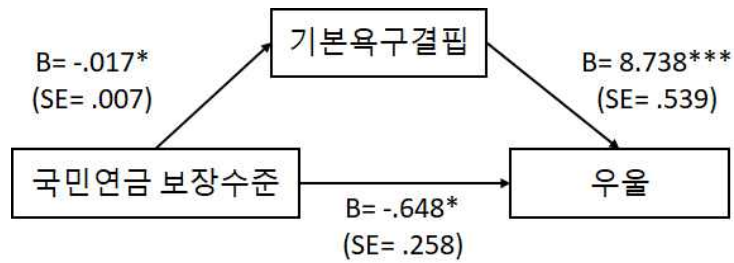 기본욕구결핍
B= -.017*
(SE= .007)
B= 8.738***
(SE= .539)
국민연금 보장수준
우울
B= -.648*
(SE= .258)